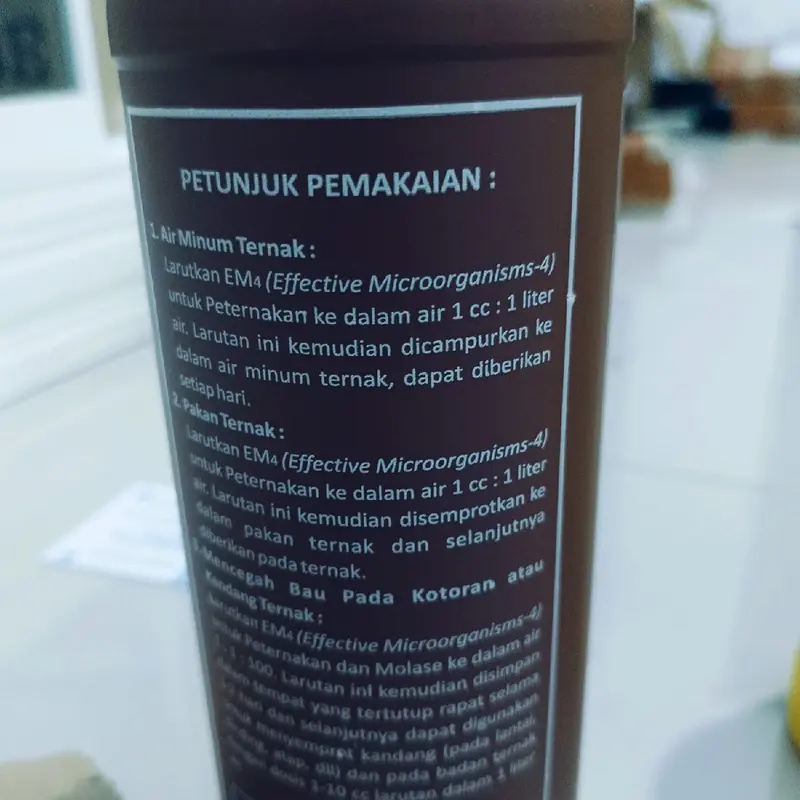 PETUNJUK PEMAKAIAN :
1. Air Minum Ternak :
Larutkan EM4 (Effective Microorganisms-4)
untuk Peternakan ke dalam air 1 cc : 1 liter
air. Larutan ini kemudian dicampurkan ke
dalam air minum ternak, dapat diberikan
setiap hari.
2. Pakan Ternak :
Larutkan EM4 (Effective Microorganisms-4)
untuk Peternakan ke dalam air 1 cc : 1 liter
air. Larutan ini kemudian disemprotkan ke
dalam pakan ternak dan selanjutnya
diberikan pada ternak.
3. Mencegah Bau Pada Kotoran atau
Kandang Ternak :
Larutkan EM4 (Effective Microorganisms-4)
untuk Peternakan dan Molase ke dalam air
1 : 1 : 100. Larutan ini kemudian disimpan
dalam tempat yang tertutup rapat selama
hari dan selanjutnya dapat digunakan
untuk menyemprot kandang (pada lantai,
dinding, atap, dll) dan pada badan ternak
dengan dosis 1-10 cc larutan dalam 1 liter